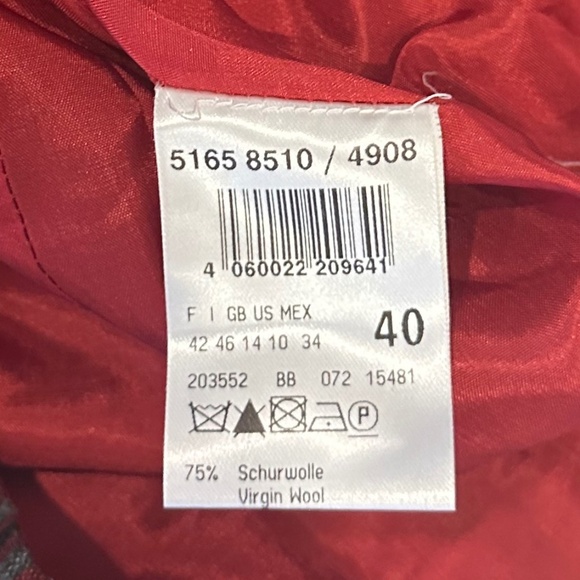 5165 8510 / 4908
4 060022 209641
F I GB US MEX
42 46 14 10 34
40
203552 BB 072 15481
P
75% Schurwolle
Virgin Wool